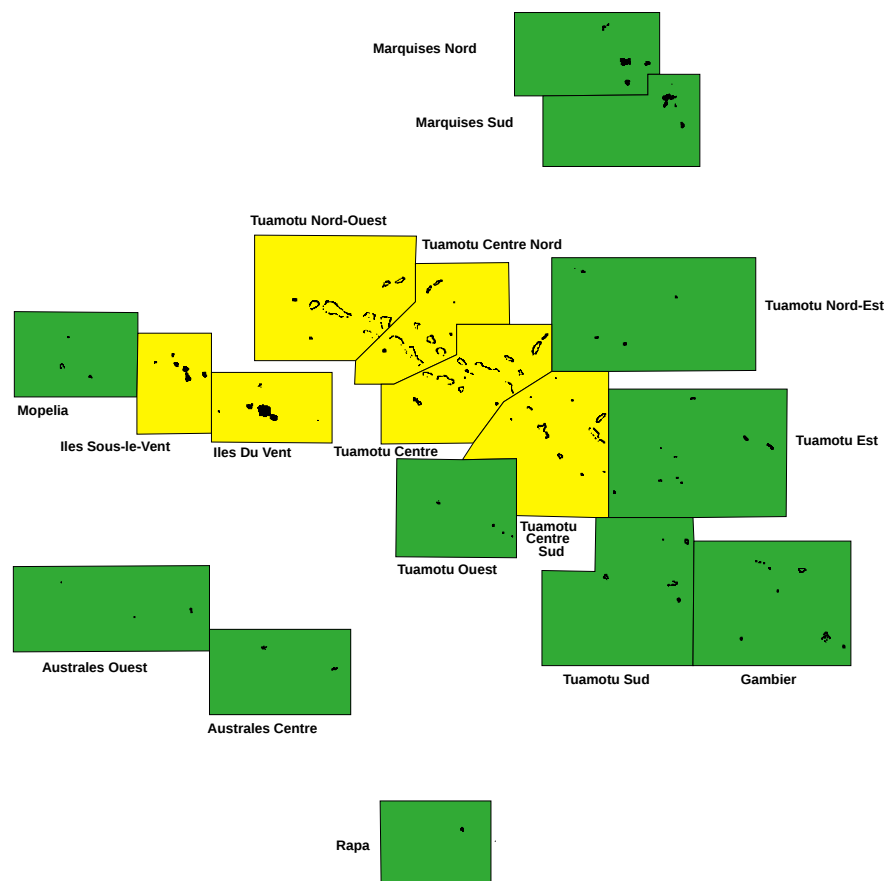 Marquises Nord
Marquises Sud
Tuamotu Nord-Ouest
Tuamotu Centre Nord
Tuamotu Nord-Est
Mopelia
Iles Sous-le-Vent
Iles Du Vent
Tuamotu Centre
Tuamotu Est
Tuamotu
Centre
Sud
Tuamotu Ouest
Australes Ouest
Tuamotu Sud
Gambier
Australes Centre
Rapa